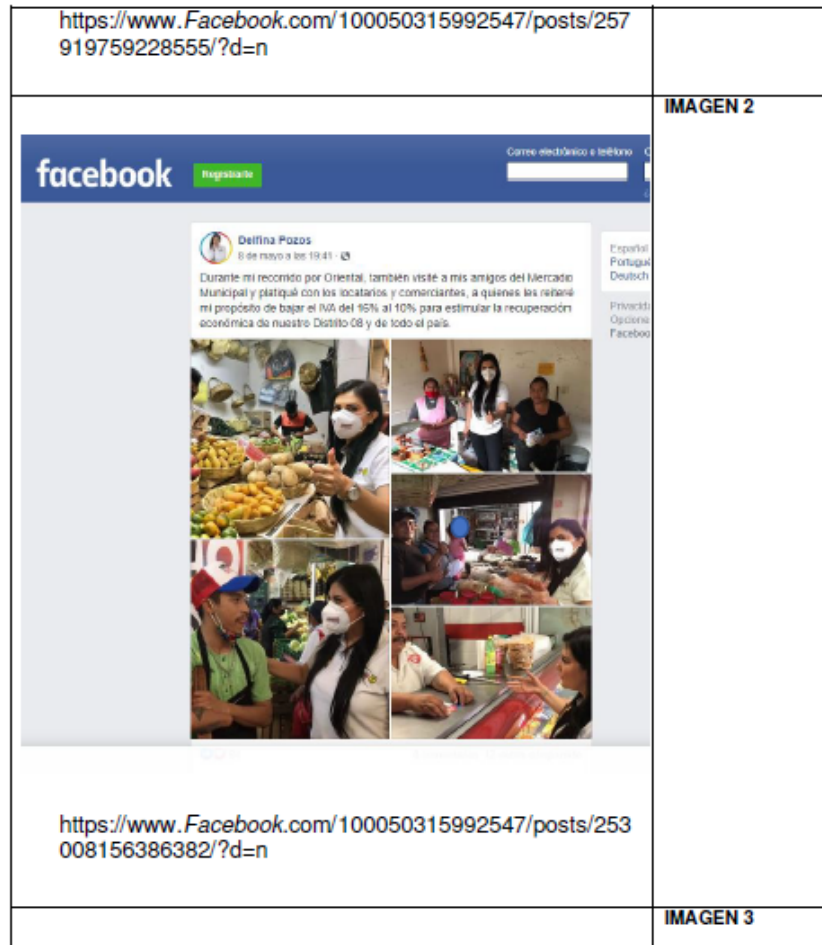 https://www.Facebook.com/100050315992547/posts/257
919759228555/?d=n
IMAGEN 2
facebook
Registrarte
Correo electrónico o teléfono
Delfina Pozos
8 de mayo a las 19:41 ·
Durante mi recorrido por Oriental, también visité a mis amigos del Mercado
Municipal y platiqué con los locatarios y comerciantes, a quienes les reiteré
mi propósito de bajar el IVA del 16% al 10% para estimular la recuperación
económica de nuestro Distrito 08 y de todo el país.
Español
Portugu
Deutsch
Privacida
Opcione
Faceboo
https://www.Facebook.com/100050315992547/posts/253
008156386382/?d=n
IMAGEN 3